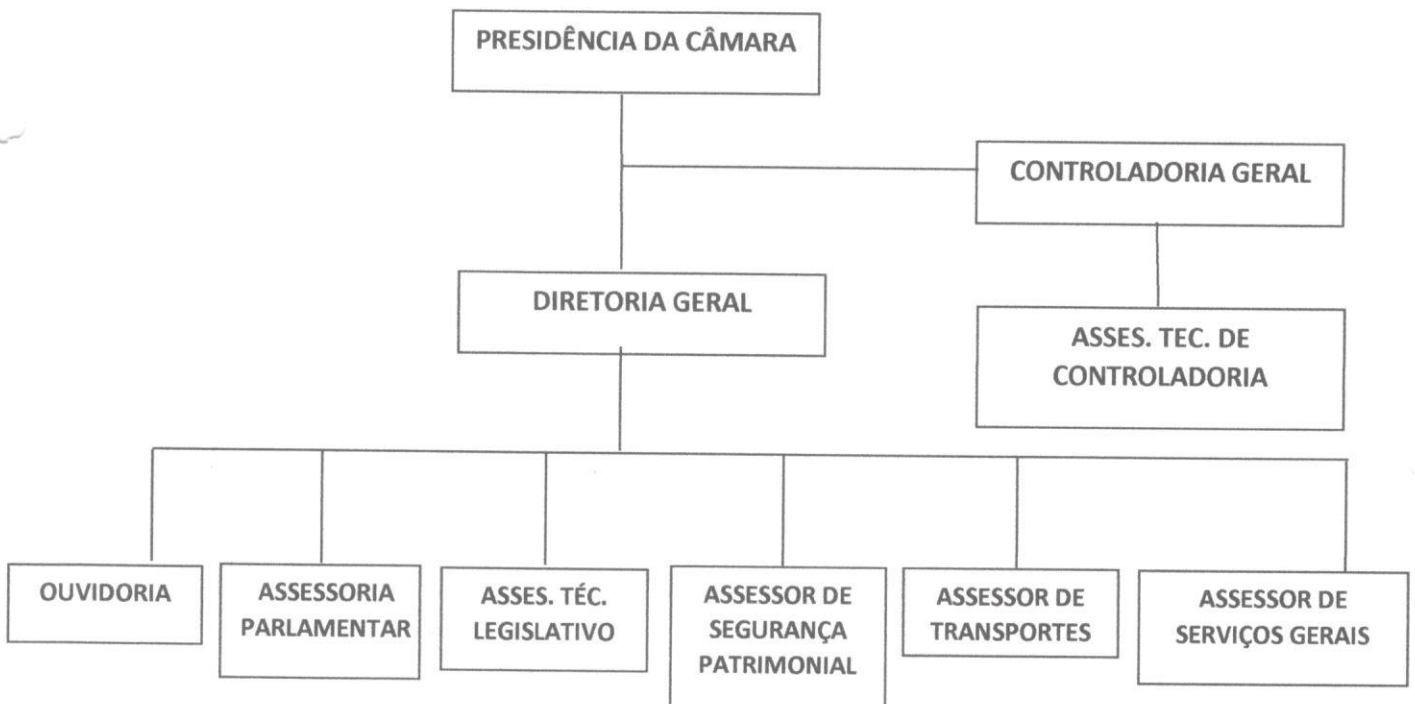 PRESIDÊNCIA DA CÂMARA
CONTROLADORIA GERAL
DIRETORIA GERAL
ASSES. TEC. DE
CONTROLADORIA
OUVIDORIA
ASSESSORIA
PARLAMENTAR
ASSES. TÉC.
LEGISLATIVO
ASSESSOR DE
SEGURANÇA
PATRIMONIAL
ASSESSOR DE
TRANSPORTES
ASSESSOR DE
SERVIÇOS GERAIS